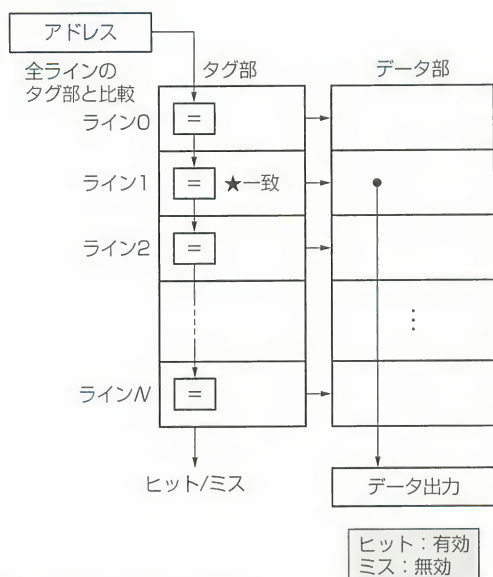 アドレス
全ラインの
タグ部と比較
タグ部
データ部
ライン0
=
ライン1
=
★一致
ライン2
=
⋮
ラインN
=
ヒット/ミス
データ出力
ヒット：有効
ミス：無効